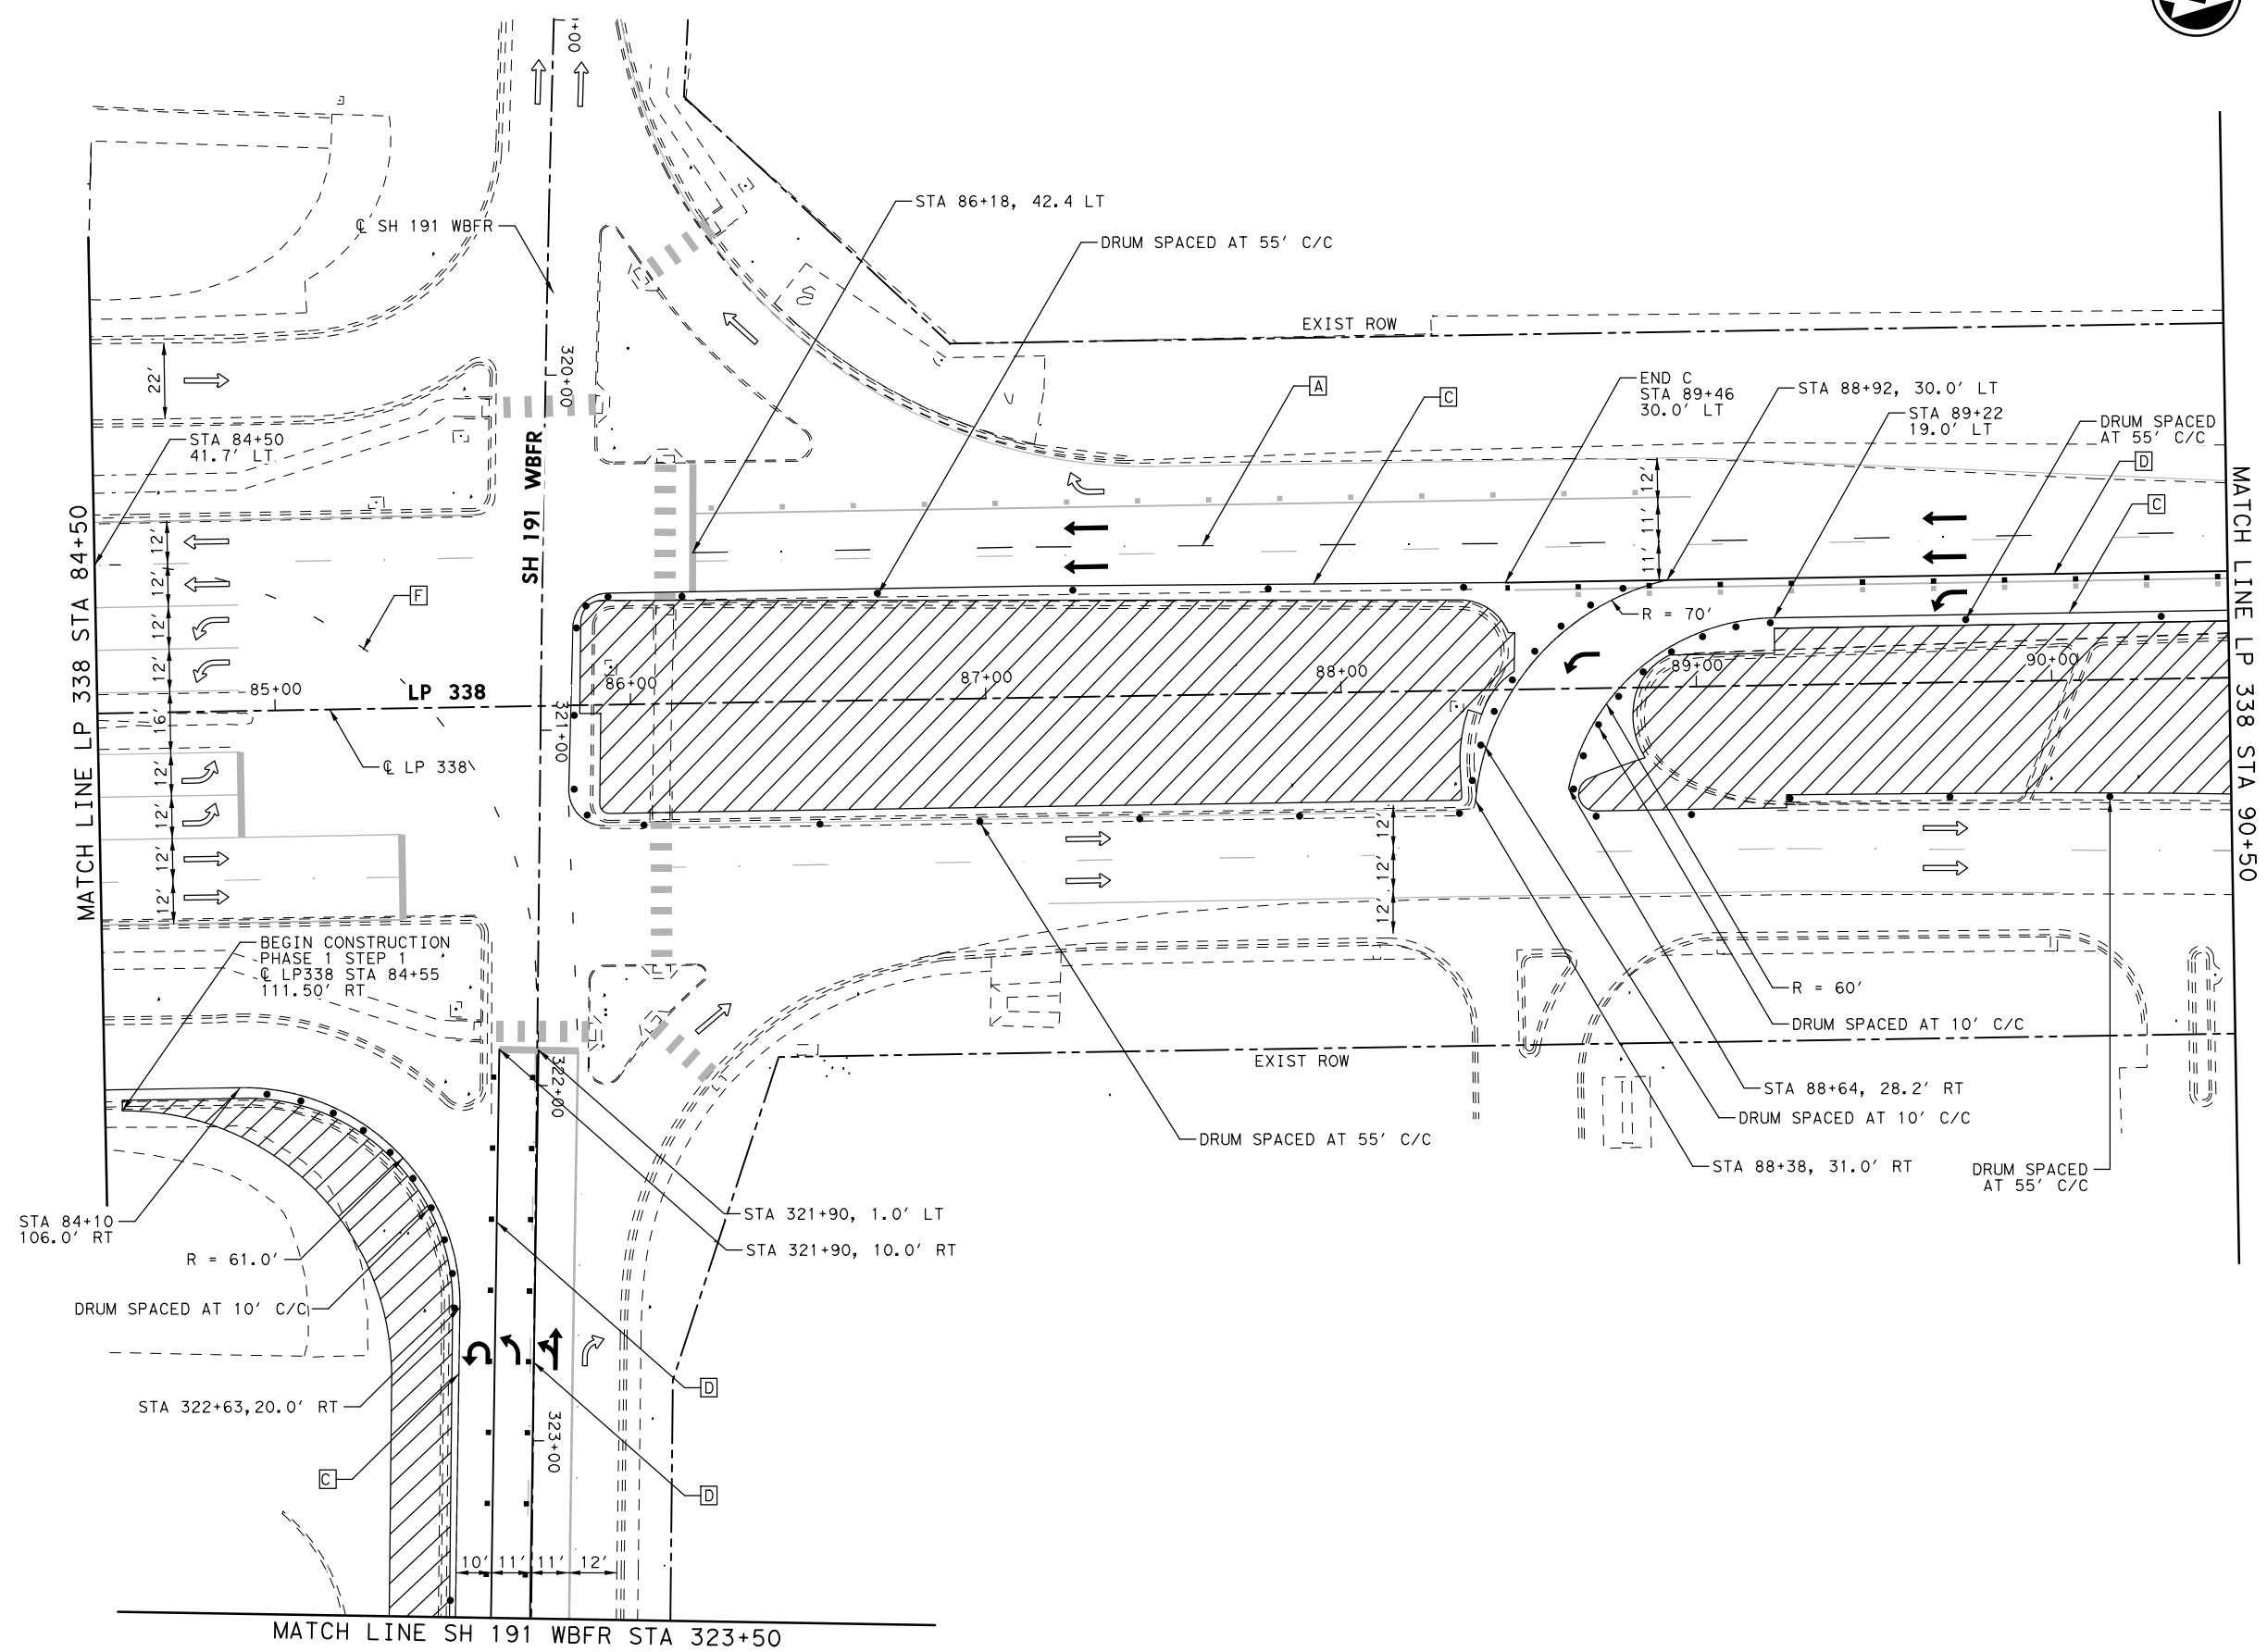 +00
STA 86+18, 42.4 LT
℄ SH 191 WBFR
DRUM SPACED AT 55' C/C
EXIST ROW
320+00
22'
A
C
END C
STA 89+46
30.0' LT
STA 88+92, 30.0' LT
STA 89+22
19.0' LT
DRUM SPACED
AT 55' C/C
D
C
STA 84+50
41.7' LT
SH 191 WBFR
12'
11'
11'
MATCH LINE LP 338 STA 84+50
MATCH LINE LP 338 STA 90+50
12'
12'
12'
12'
16'
12'
12'
12'
12'
F
R = 70'
85+00
LP 338
86+00
87+00
88+00
89+00
90+00
321+00
℄ LP 338
12'
12'
12'
BEGIN CONSTRUCTION
PHASE 1 STEP 1
℄ LP338 STA 84+55
111.50' RT
R = 60'
DRUM SPACED AT 10' C/C
EXIST ROW
322+00
STA 88+64, 28.2' RT
DRUM SPACED AT 10' C/C
DRUM SPACED AT 55' C/C
STA 88+38, 31.0' RT
DRUM SPACED
AT 55' C/C
STA 84+10
106.0' RT
STA 321+90, 1.0' LT
STA 321+90, 10.0' RT
R = 61.0'
DRUM SPACED AT 10' C/C
D
STA 322+63,20.0' RT
323+00
C
D
10'
11'
11'
12'
MATCH LINE SH 191 WBFR STA 323+50